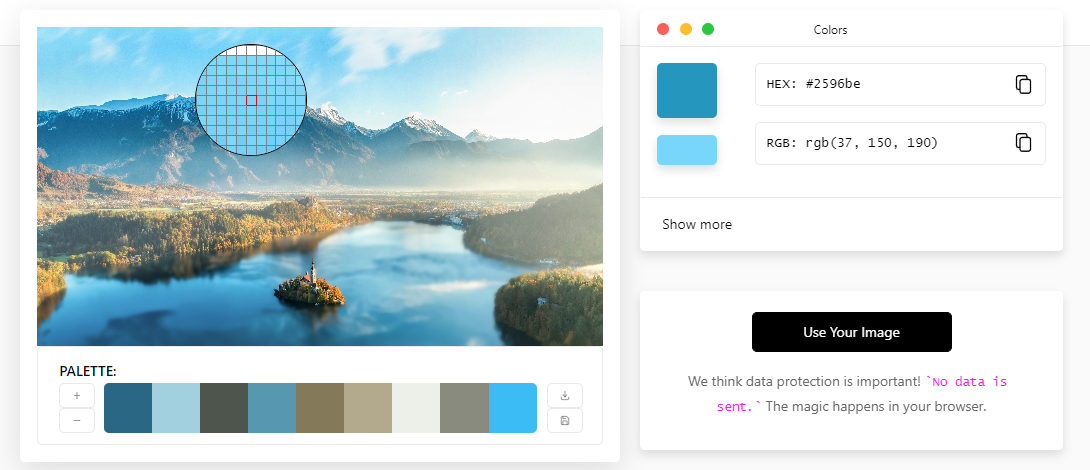 PALETTE:
+
−
Colors
HEX: #2596be
RGB: rgb(37, 150, 190)
Show more
Use Your Image
We think data protection is important! `No data is
sent.` The magic happens in your browser.